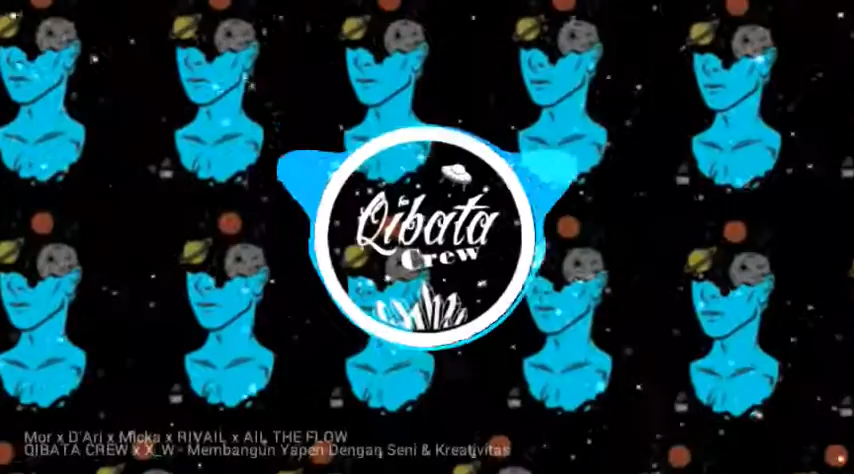 Qibata
Crew
Mor x D'Ari x Micka x RIVAIL x AIL THE FLOW
QIBATA CREW x X_W - Membangun Yapen Dengan Seni & Kreativitas